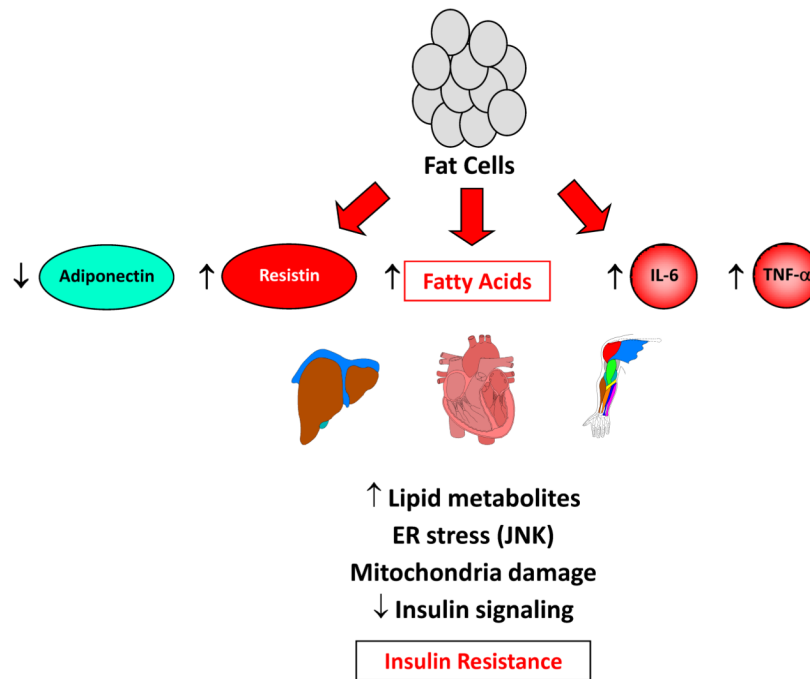 Fat Cells
↓ Adiponectin ↑ Resistin ↑ Fatty Acids ↑ IL-6 ↑ TNF-α
↑ Lipid metabolites
ER stress (JNK)
Mitochondria damage
↓ Insulin signaling
Insulin Resistance